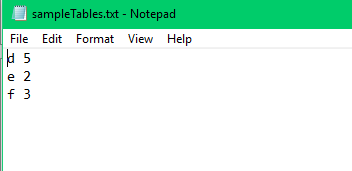 sampleTables.txt - Notepad
File Edit Format View Help
d 5
e 2
f 3